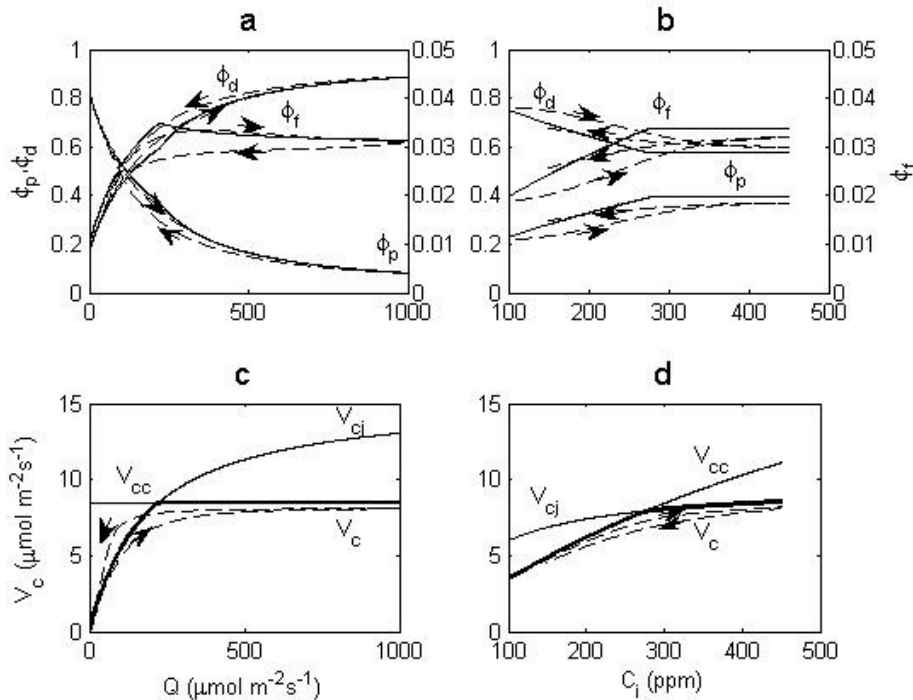 a
b
1
0.05
1
0.05
ϕd
0.8
0.04
ϕd
ϕf
0.8
0.04
ϕf
ϕp,ϕd
0.6
0.03
0.6
0.03
ϕf
0.4
0.02
0.4
ϕp
0.02
0.2
ϕp
0.01
0.2
0.01
0
0
0
0
0
500
1000
100
200
300
400
500
c
d
15
15
Vcj
Vcc
10
Vcc
10
Vcj
Vc (μmol m-2s-1)
Vc
Vc
5
5
0
0
0
500
1000
100
200
300
400
500
Q (μmol m-2s-1)
Ci (ppm)